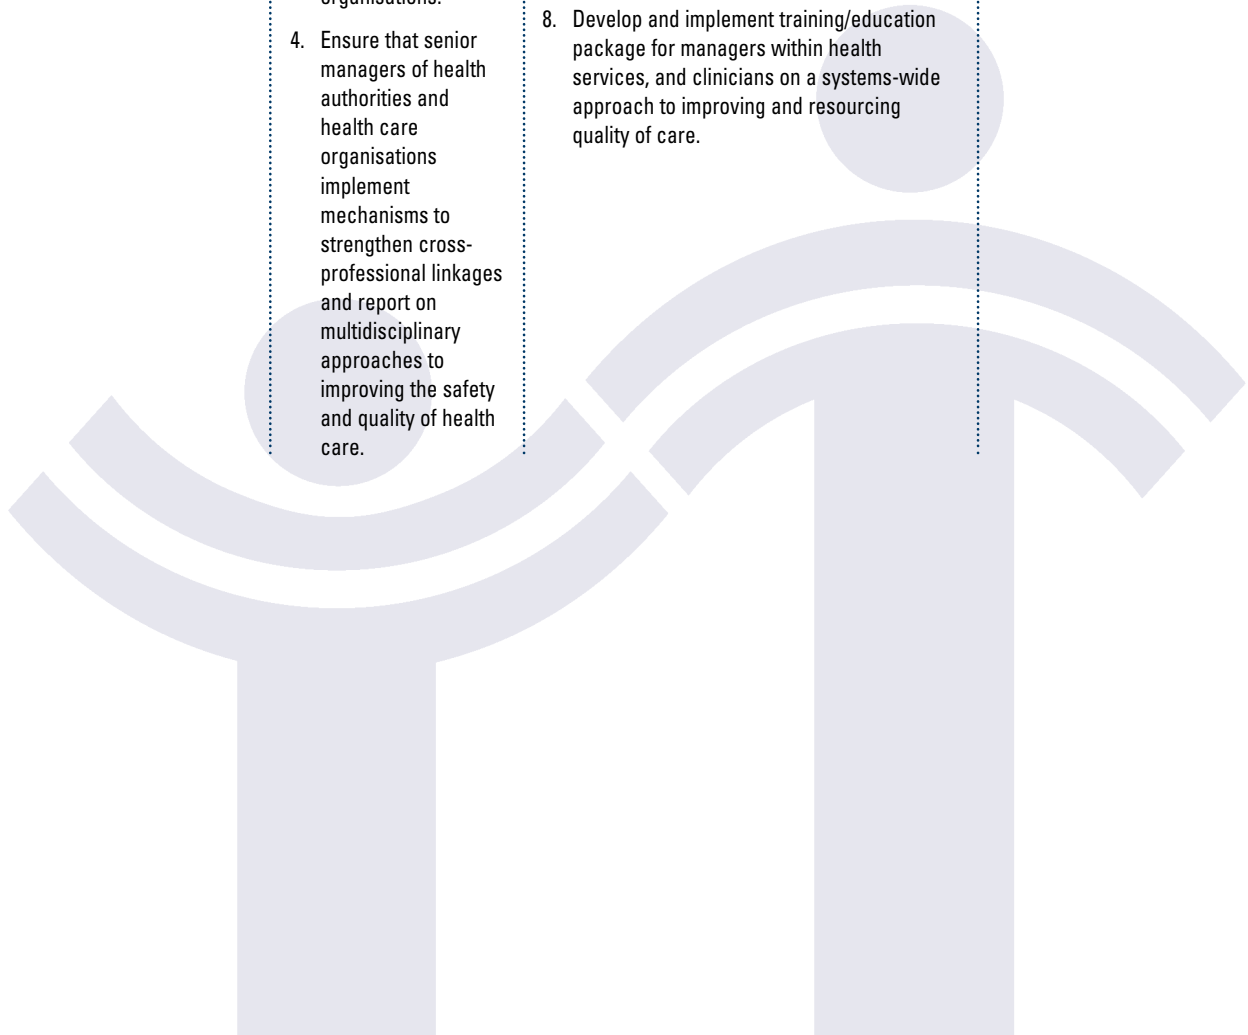 organisations.
4. Ensure that senior
managers of health
authorities and
health care
organisations
implement
mechanisms to
strengthen cross-
professional linkages
and report on
multidisciplinary
approaches to
improving the safety
and quality of health
care.
8. Develop and implement training/education
package for managers within health
services, and clinicians on a systems-wide
approach to improving and resourcing
quality of care.